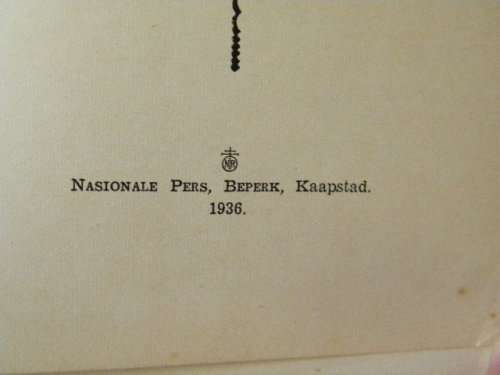 NASIONALE PERS, BEPERK, Kaapstad.
1936.